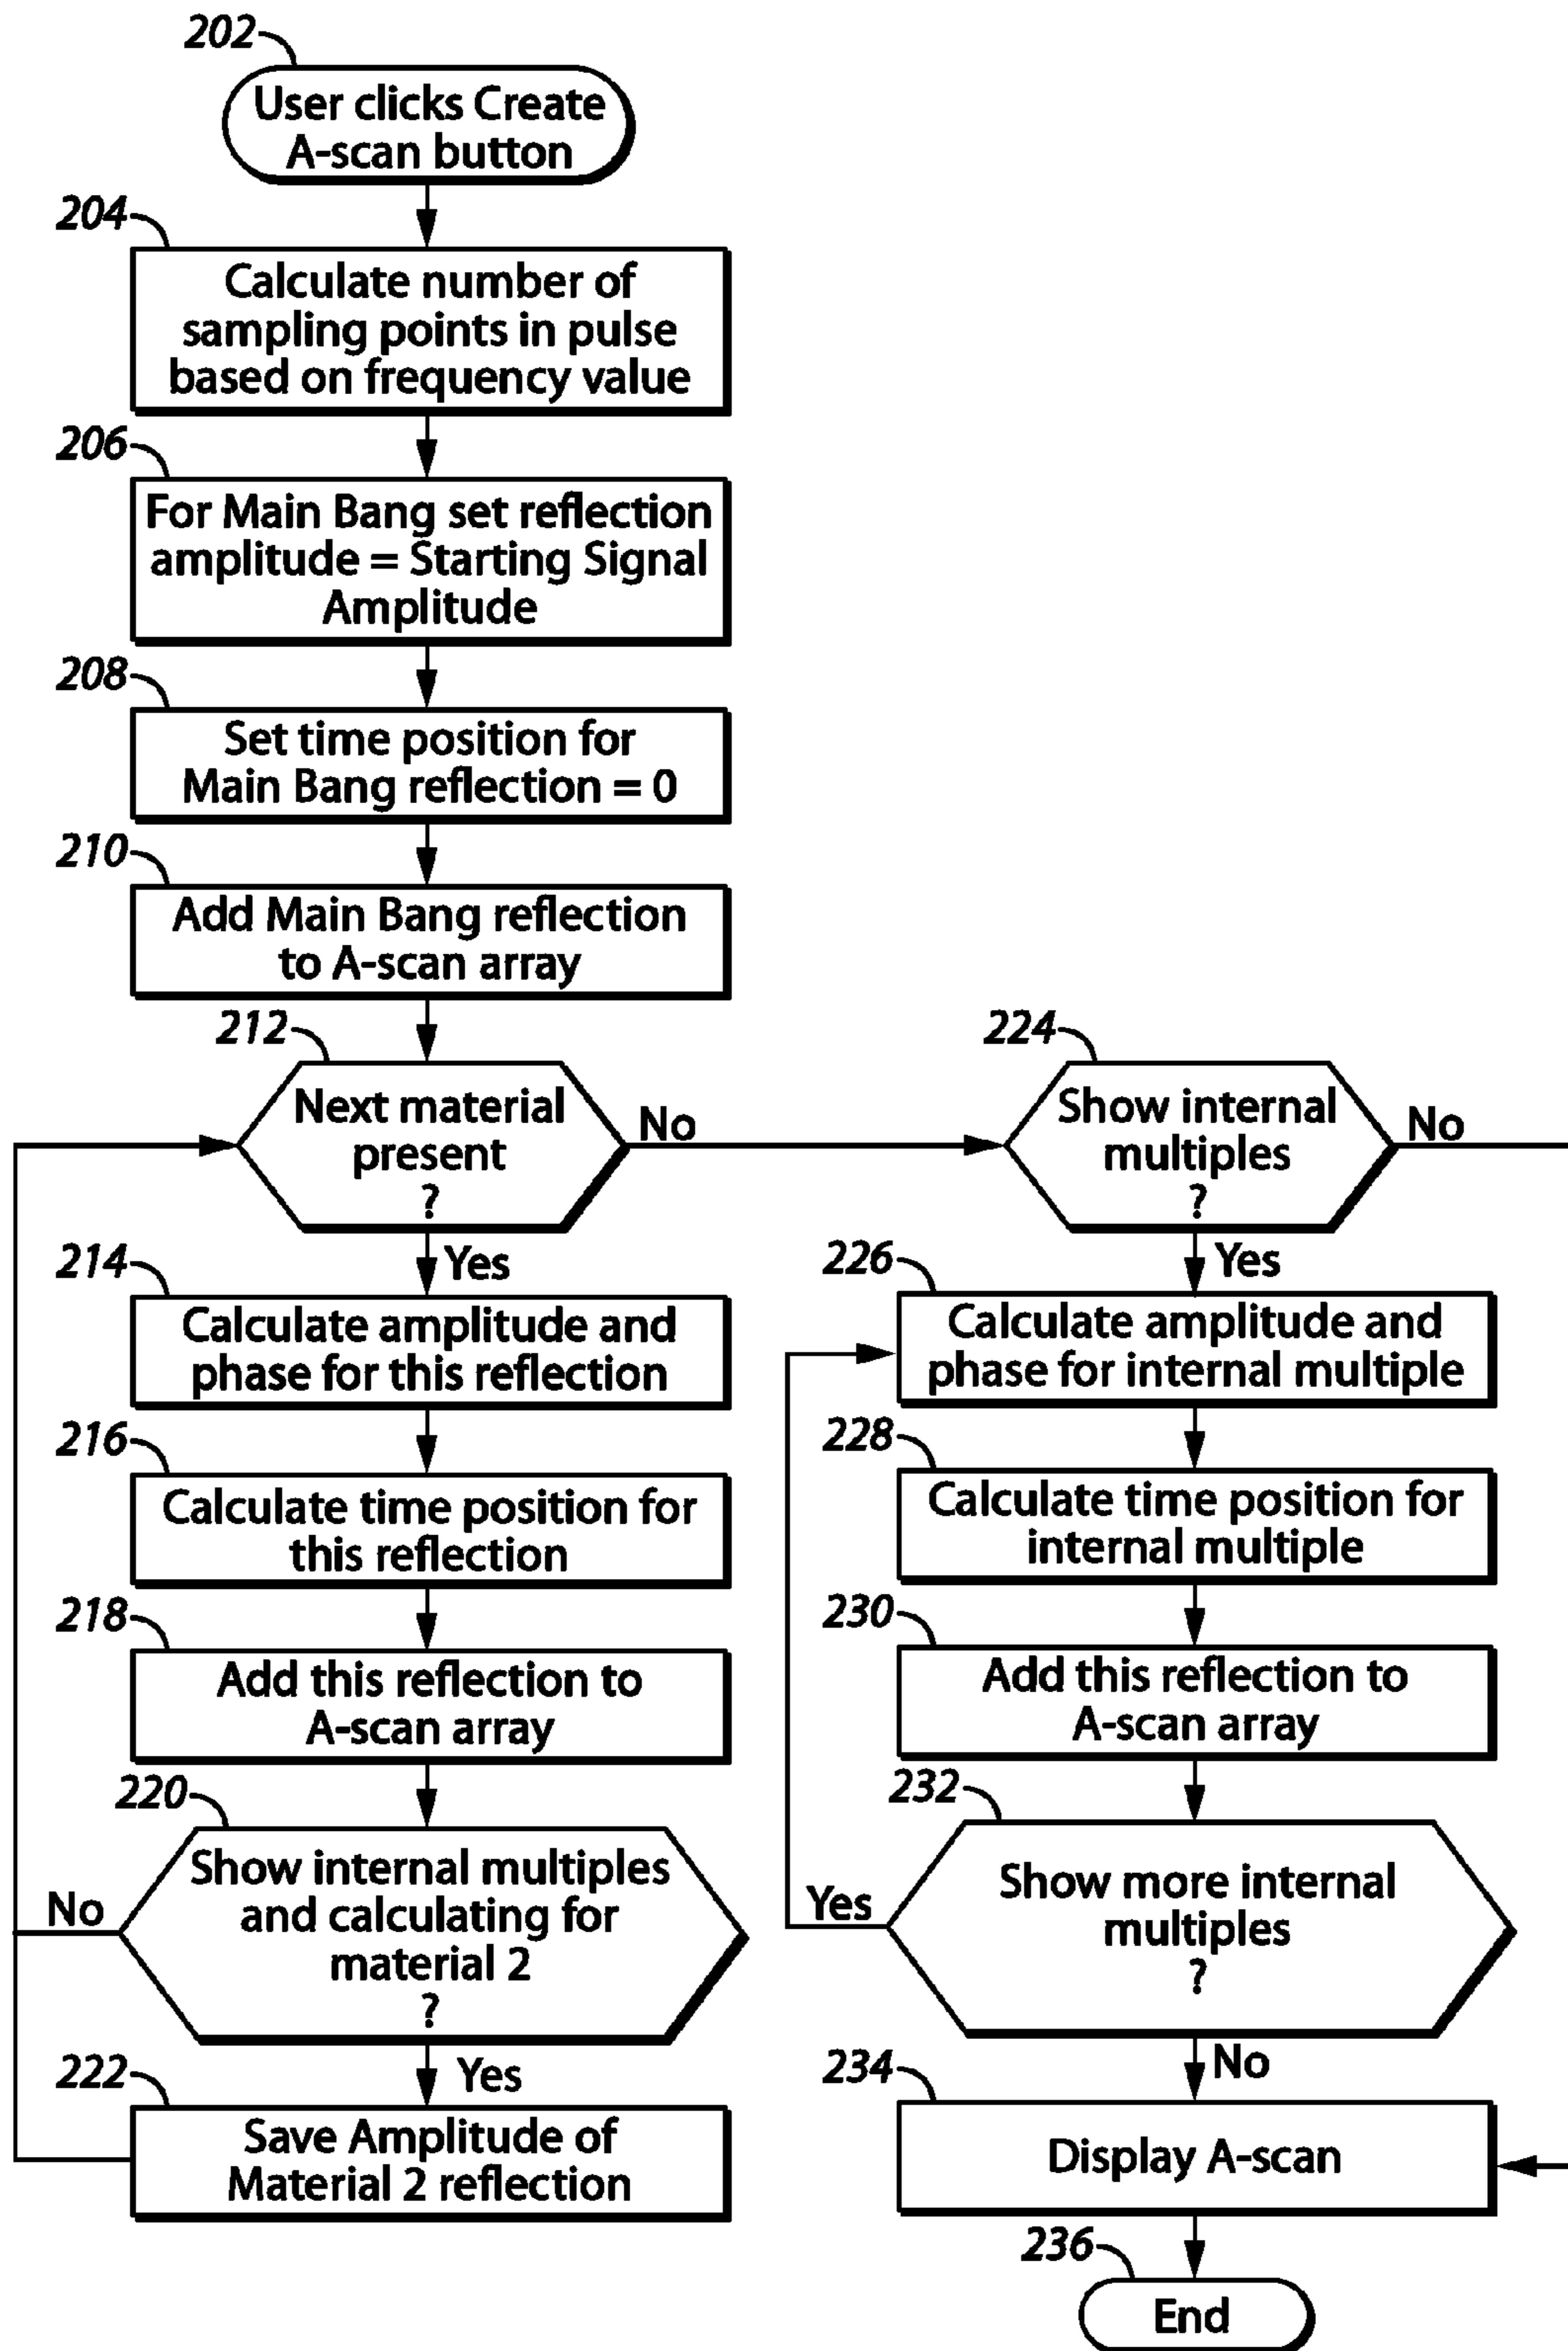 202
User clicks Create
A-scan button
204
Calculate number of
sampling points in pulse
based on frequency value
206
For Main Bang set reflection
amplitude = Starting Signal
Amplitude
208
Set time position for
Main Bang reflection = 0
210
Add Main Bang reflection
to A-scan array
212
Next material
present
?
No
Yes
214
Calculate amplitude and
phase for this reflection
216
Calculate time position for
this reflection
218
Add this reflection to
A-scan array
220
Show internal multiples
and calculating for
material 2
?
No
Yes
222
Save Amplitude of
Material 2 reflection
224
Show internal
multiples
?
No
Yes
226
Calculate amplitude and
phase for internal multiple
228
Calculate time position for
internal multiple
230
Add this reflection to
A-scan array
232
Show more internal
multiples
?
Yes
No
234
Display A-scan
236
End